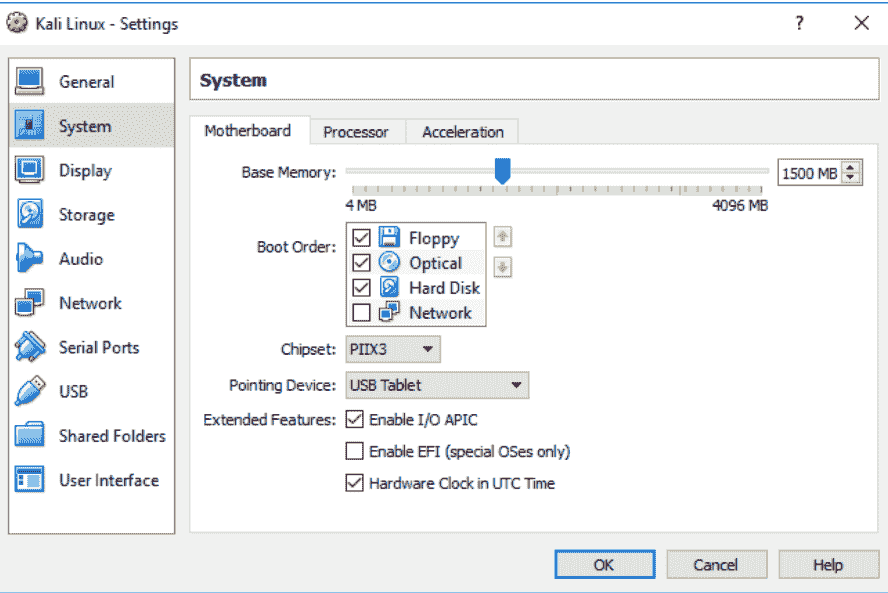 Kali Linux - Settings
?
General
System
Display
Storage
Audio
Network
Serial Ports
USB
Shared Folders
User Interface
System
Motherboard Processor Acceleration
Base Memory: 1500 MB
4 MB 4096 MB
Boot Order: Floppy
Optical
Hard Disk
Network
Chipset: PIIX3
Pointing Device: USB Tablet
Extended Features: Enable I/O APIC
Enable EFI (special OSes only)
Hardware Clock in UTC Time
OK Cancel Help